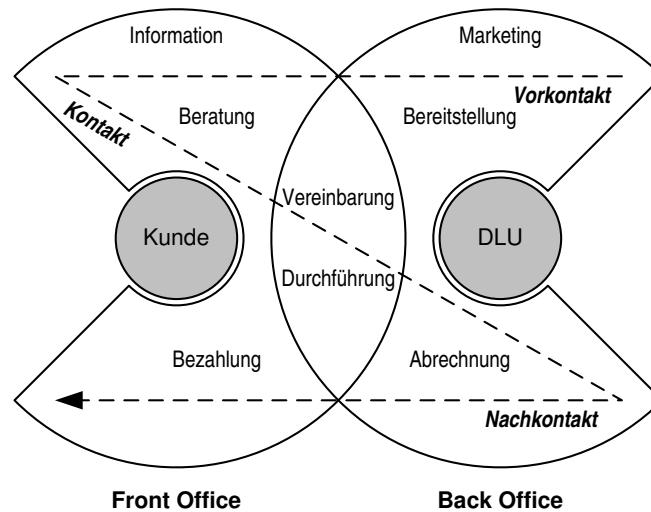 Information
Marketing
Vorkontakt
Kontakt
Beratung
Bereitstellung
Vereinbarung
Kunde
DLU
Durchführung
Bezahlung
Abrechnung
Nachkontakt
Front Office
Back Office